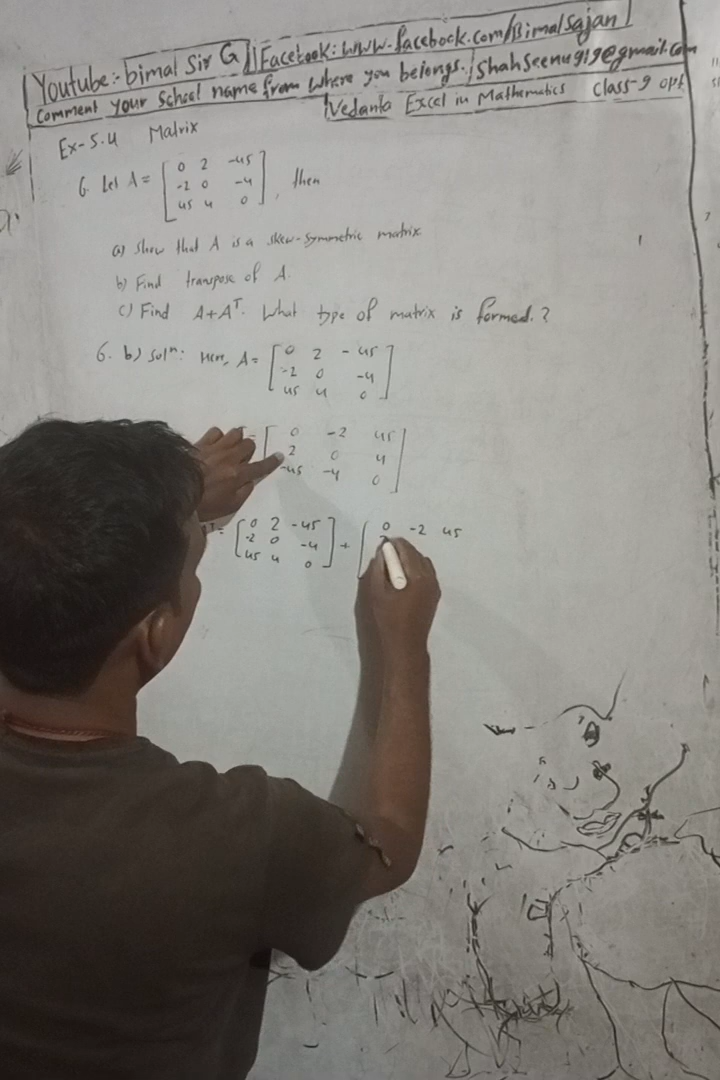 Youtube:- bimal Sir G || Facebook: www.facebook.com/BimalSajan
Comment your School name from where you belongs. / Shahseenu919@gmail.com
Vedanta Excel in Mathematics Class-9 opt
Ex-5.4 Matrix
6. Let A = [ 0 2 -45
-2 0 -4
45 4 0 ], then
a) Show that A is a skew-symmetric matrix
b) Find transpose of A.
c) Find A+Aᵀ. What type of matrix is formed.?
6. b) Solⁿ: Here, A = [ 0 2 -45
-2 0 -4
45 4 0 ]
= [ 0 -2 45
2 0 4
-45 -4 0 ]
= [ 0 2 -45
-2 0 -4
45 4 0 ] + [ 0 -2 45